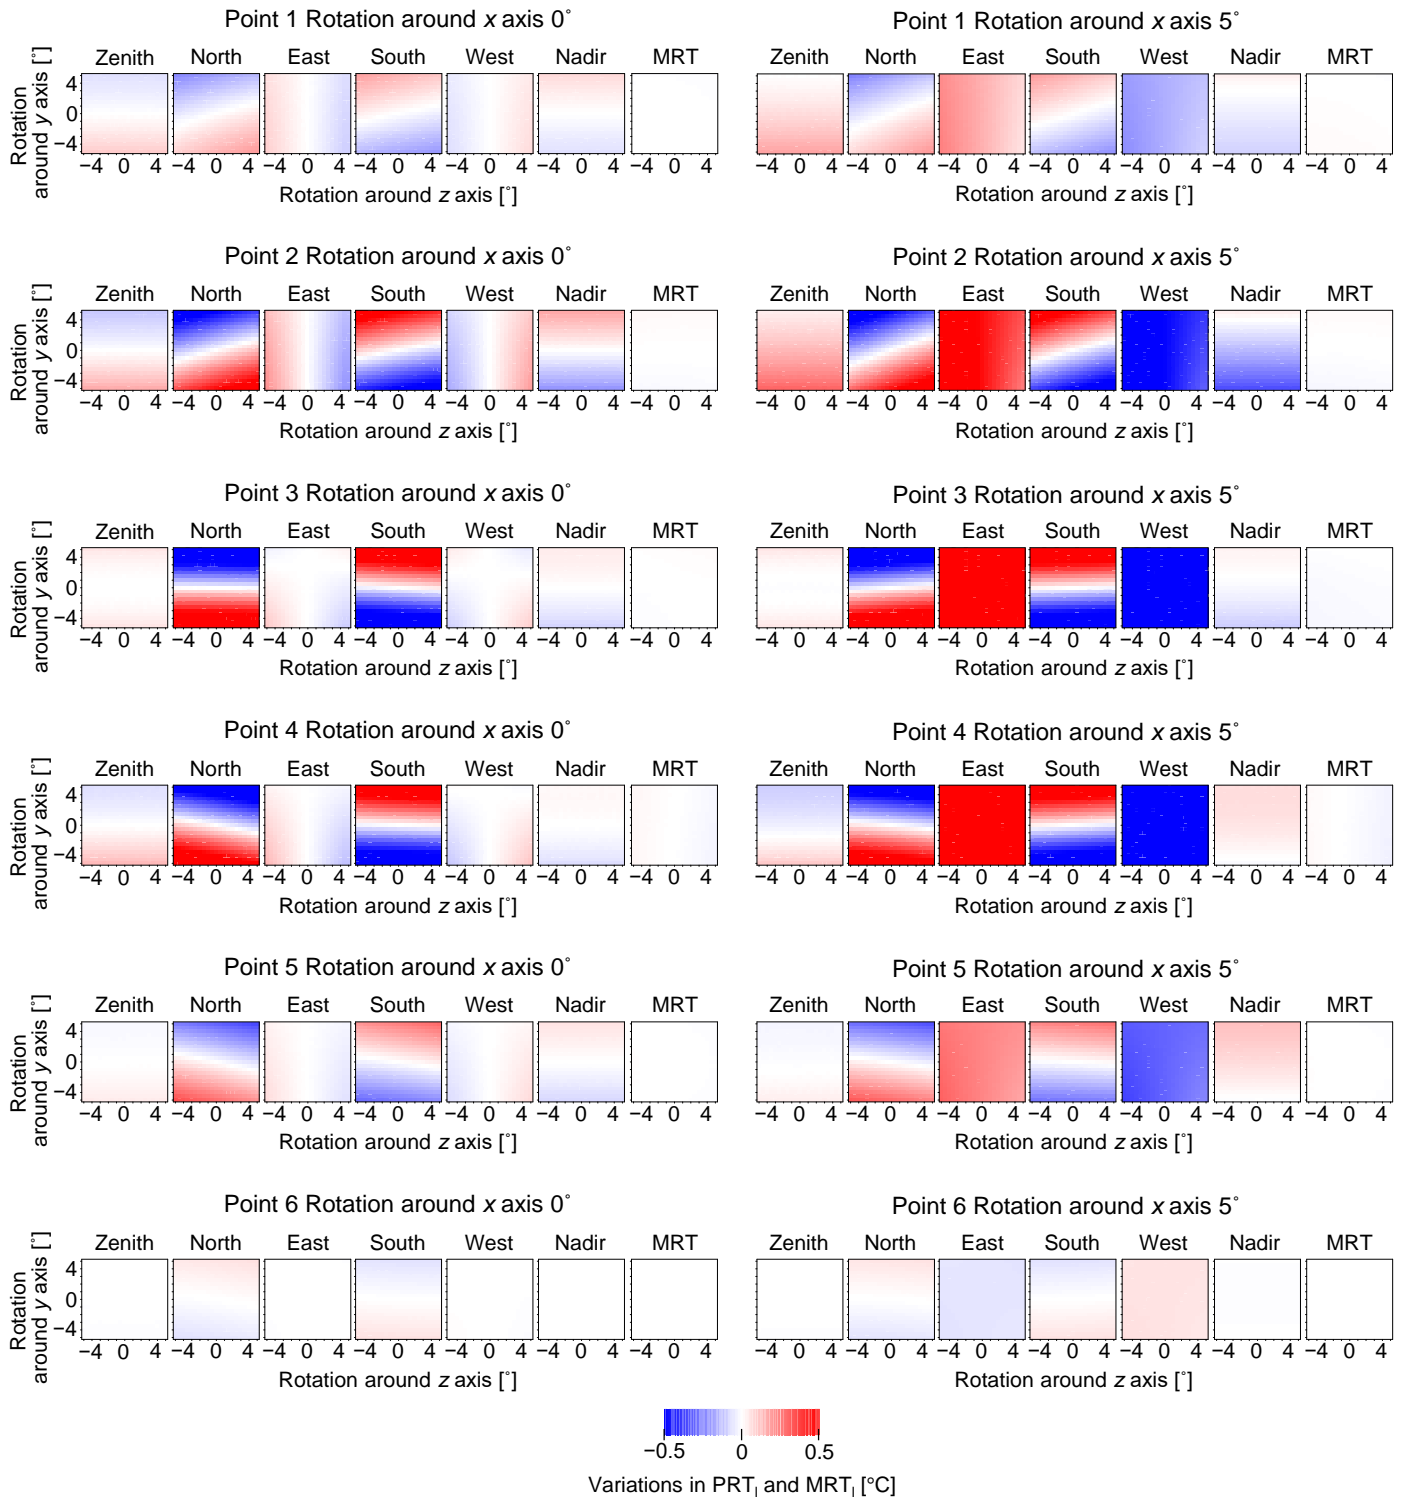 Point 1 Rotation around x axis 0°
Point 1 Rotation around x axis 5°
Zenith North East South West Nadir MRT
Zenith North East South West Nadir MRT
Rotation around y axis [°]
4
0
−4
−4 0 4 −4 0 4 −4 0 4 −4 0 4 −4 0 4 −4 0 4 −4 0 4
−4 0 4 −4 0 4 −4 0 4 −4 0 4 −4 0 4 −4 0 4 −4 0 4
Rotation around z axis [°]
Rotation around z axis [°]
Point 2 Rotation around x axis 0°
Point 2 Rotation around x axis 5°
Zenith North East South West Nadir MRT
Zenith North East South West Nadir MRT
Rotation around y axis [°]
4
0
−4
−4 0 4 −4 0 4 −4 0 4 −4 0 4 −4 0 4 −4 0 4 −4 0 4
−4 0 4 −4 0 4 −4 0 4 −4 0 4 −4 0 4 −4 0 4 −4 0 4
Rotation around z axis [°]
Rotation around z axis [°]
Point 3 Rotation around x axis 0°
Point 3 Rotation around x axis 5°
Zenith North East South West Nadir MRT
Zenith North East South West Nadir MRT
Rotation around y axis [°]
4
0
−4
−4 0 4 −4 0 4 −4 0 4 −4 0 4 −4 0 4 −4 0 4 −4 0 4
−4 0 4 −4 0 4 −4 0 4 −4 0 4 −4 0 4 −4 0 4 −4 0 4
Rotation around z axis [°]
Rotation around z axis [°]
Point 4 Rotation around x axis 0°
Point 4 Rotation around x axis 5°
Zenith North East South West Nadir MRT
Zenith North East South West Nadir MRT
Rotation around y axis [°]
4
0
−4
−4 0 4 −4 0 4 −4 0 4 −4 0 4 −4 0 4 −4 0 4 −4 0 4
−4 0 4 −4 0 4 −4 0 4 −4 0 4 −4 0 4 −4 0 4 −4 0 4
Rotation around z axis [°]
Rotation around z axis [°]
Point 5 Rotation around x axis 0°
Point 5 Rotation around x axis 5°
Zenith North East South West Nadir MRT
Zenith North East South West Nadir MRT
Rotation around y axis [°]
4
0
−4
−4 0 4 −4 0 4 −4 0 4 −4 0 4 −4 0 4 −4 0 4 −4 0 4
−4 0 4 −4 0 4 −4 0 4 −4 0 4 −4 0 4 −4 0 4 −4 0 4
Rotation around z axis [°]
Rotation around z axis [°]
Point 6 Rotation around x axis 0°
Point 6 Rotation around x axis 5°
Zenith North East South West Nadir MRT
Zenith North East South West Nadir MRT
Rotation around y axis [°]
4
0
−4
−4 0 4 −4 0 4 −4 0 4 −4 0 4 −4 0 4 −4 0 4 −4 0 4
−4 0 4 −4 0 4 −4 0 4 −4 0 4 −4 0 4 −4 0 4 −4 0 4
Rotation around z axis [°]
Rotation around z axis [°]
−0.5 0 0.5
Variations in PRT<sub>l</sub> and MRT<sub>l</sub> [°C]